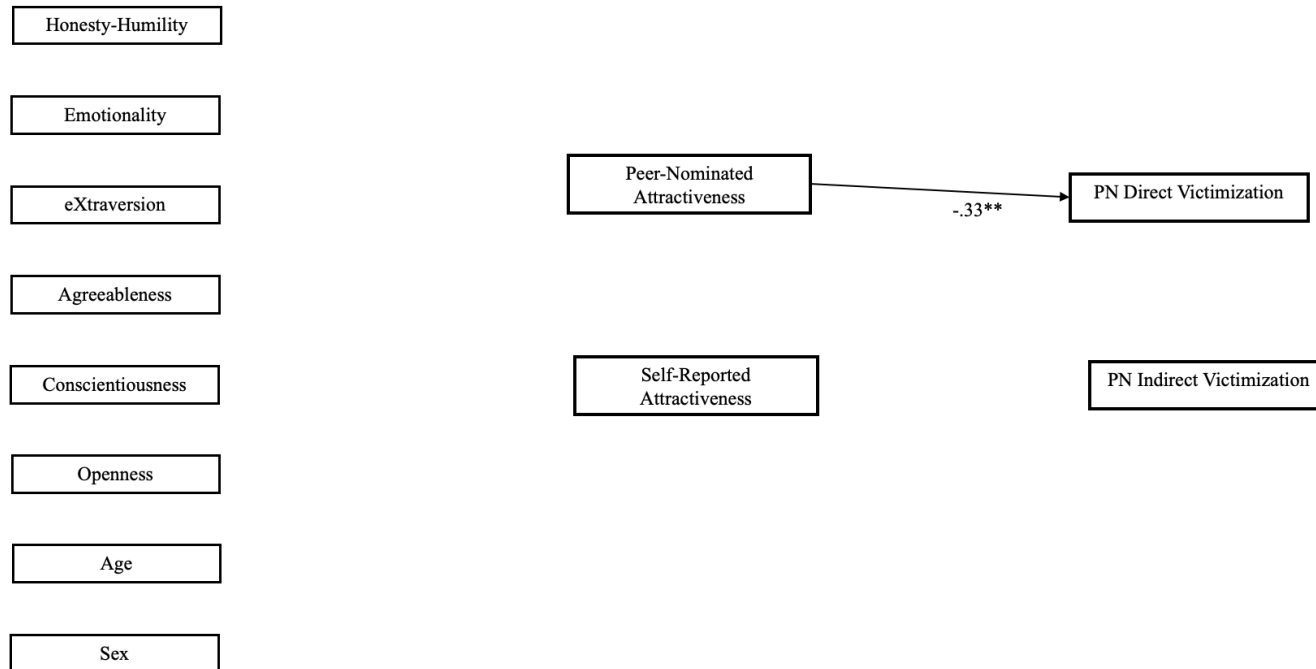 Honesty-Humility
Emotionality
eXtraversion
Agreeableness
Conscientiousness
Openness
Age
Sex
Peer-Nominated
Attractiveness
Self-Reported
Attractiveness
-.33**
PN Direct Victimization
PN Indirect Victimization